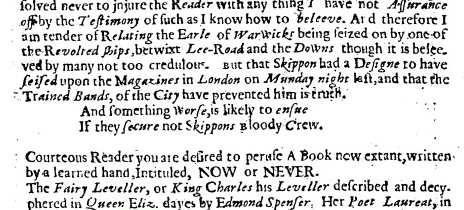 solved never to injure the Reader with any thing I have not Assurance
off by the Testimony of such as I know how to beleeve. And therefore I
am tender of Relating the Earle of Warwicks being seized on by one of
the Revolted ships, betwixt Lee-Road and the Downs though it is belee
ved by many not too credulous. But that Skippon had a Designe to have
seised upon the Magazines in London on Munday night last, and that the
Trained Bands, of the City have prevented him is truth.
And something Worse, is likely to ensue
If they secure not Skippons Bloody Crew.
Courteous Reader you are desired to peruse A Book now extant, written
by a learned hand, Intituled, NOW or NEVER.
The Fairy Leveller, or King Charles his Leveller described and decy-
phered in Queen Eliz. dayes by Edmond Spenser. Her Poet Laureat, in